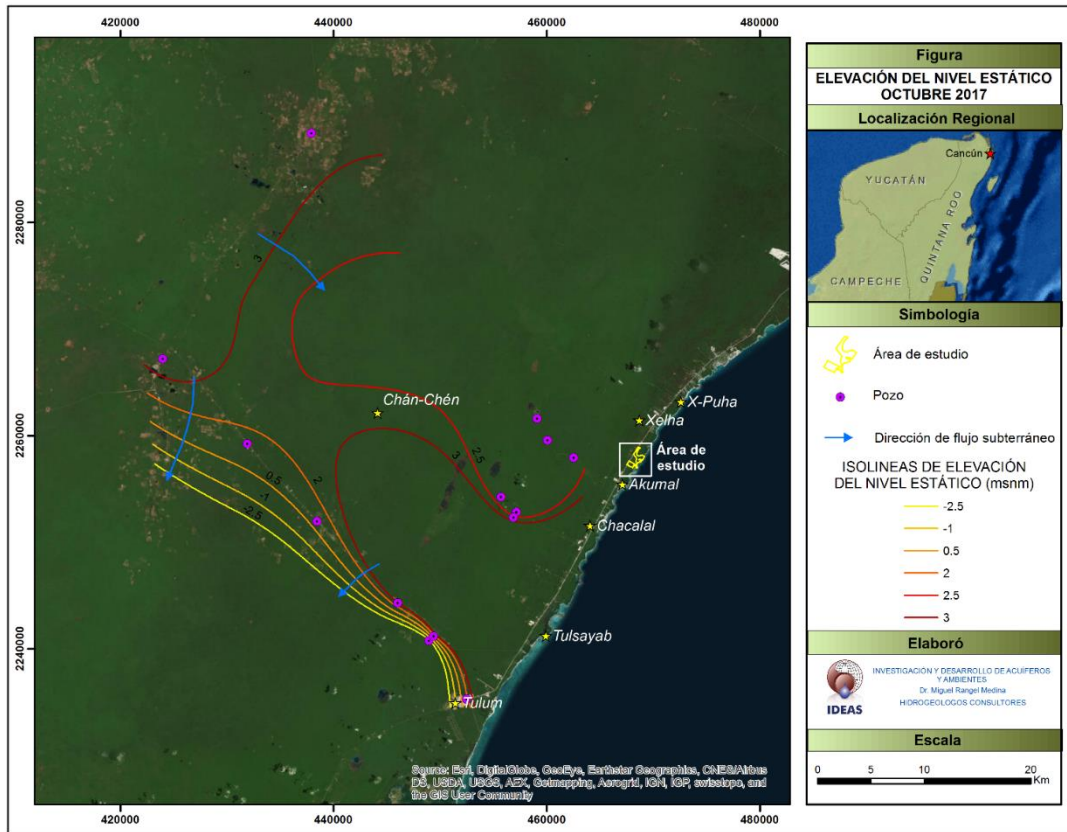 420000
440000
460000
480000
2280000
2260000
2240000
3
2.5
3
2
0.5
-1
-2.5
Chán-Chén
X-Puha
Xelha
Área de
estudio
Akumal
Chacalal
Tulsayab
Tulum
Source: Esri, DigitalGlobe, GeoEye, Earthstar Geographics, CNES/Airbus
DS, USDA, USGS, AEX, Getmapping, Aerogrid, IGN, IGP, swisstopo, and
the GIS User Community
420000
440000
460000
480000
Figura
ELEVACIÓN DEL NIVEL ESTÁTICO
OCTUBRE 2017
Localización Regional
Cancún
YUCATÁN
QUINTANA ROO
CAMPECHE
Simbología
Área de estudio
Pozo
Dirección de flujo subterráneo
ISOLINEAS DE ELEVACIÓN
DEL NIVEL ESTÁTICO (msnm)
-2.5
-1
0.5
2
2.5
3
Elaboró
INVESTIGACIÓN Y DESARROLLO DE ACUÍFEROS
Y AMBIENTES
Dr. Miguel Rangel Medina
HIDROGEOLOGOS CONSULTORES
IDEAS
Escala
0 5 10 20
Km